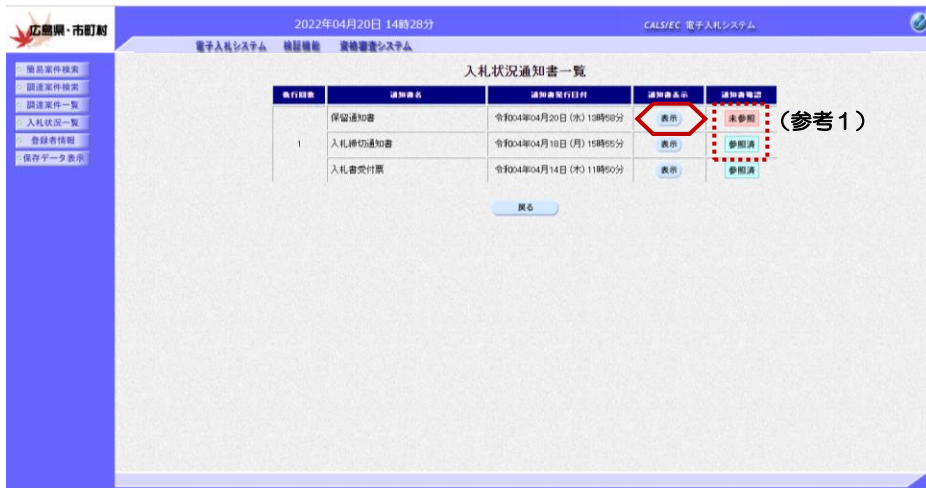 広島県・市町村
2022年04月20日 14時28分
CALS/EC 電子入札システム
電子入札システム 検証機能 資格審査システム
簡易案件検索
調達案件検索
調達案件一覧
入札状況一覧
登録者情報
保存データ表示
入札状況通知書一覧
執行回数 通知書名 通知書発行日付 通知書表示 通知書確認
保留通知書 令和04年04月20日 (水) 13時58分 表示 未参照
(参考1)
1 入札締切通知書 令和04年04月18日 (月) 15時55分 表示 参照済
入札書受付票 令和04年04月14日 (木) 11時50分 表示 参照済
戻る